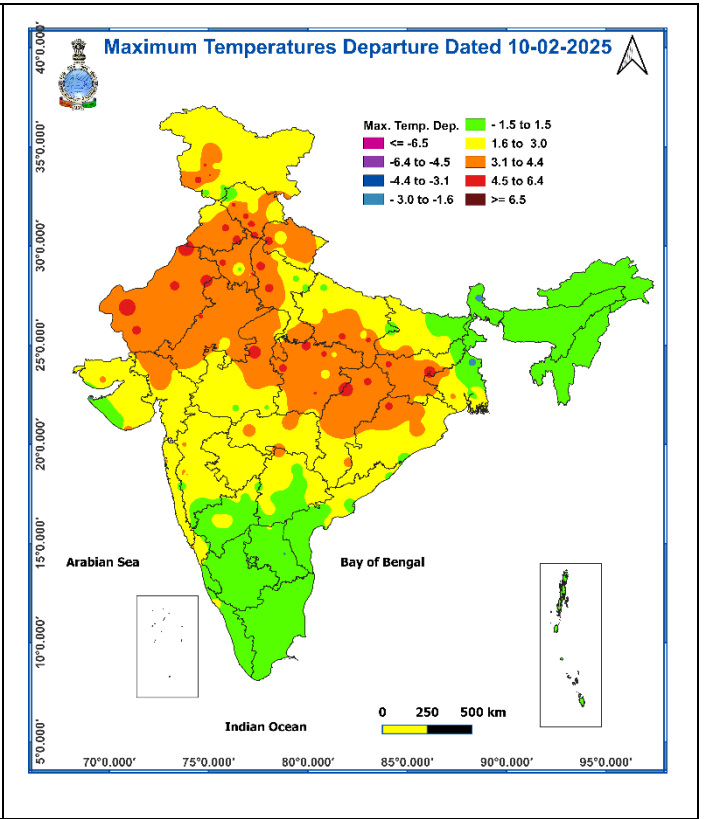 Maximum Temperatures Departure Dated 10-02-2025
Max. Temp. Dep.
<= -6.5
-6.4 to -4.5
-4.4 to -3.1
- 3.0 to -1.6
- 1.5 to 1.5
1.6 to 3.0
3.1 to 4.4
4.5 to 6.4
>= 6.5
40°0.000'
35°0.000'
30°0.000'
25°0.000'
20°0.000'
15°0.000'
10°0.000'
5°0.000'
Arabian Sea
Bay of Bengal
Indian Ocean
0 250 500 km
70°0.000' 75°0.000' 80°0.000' 85°0.000' 90°0.000' 95°0.000'